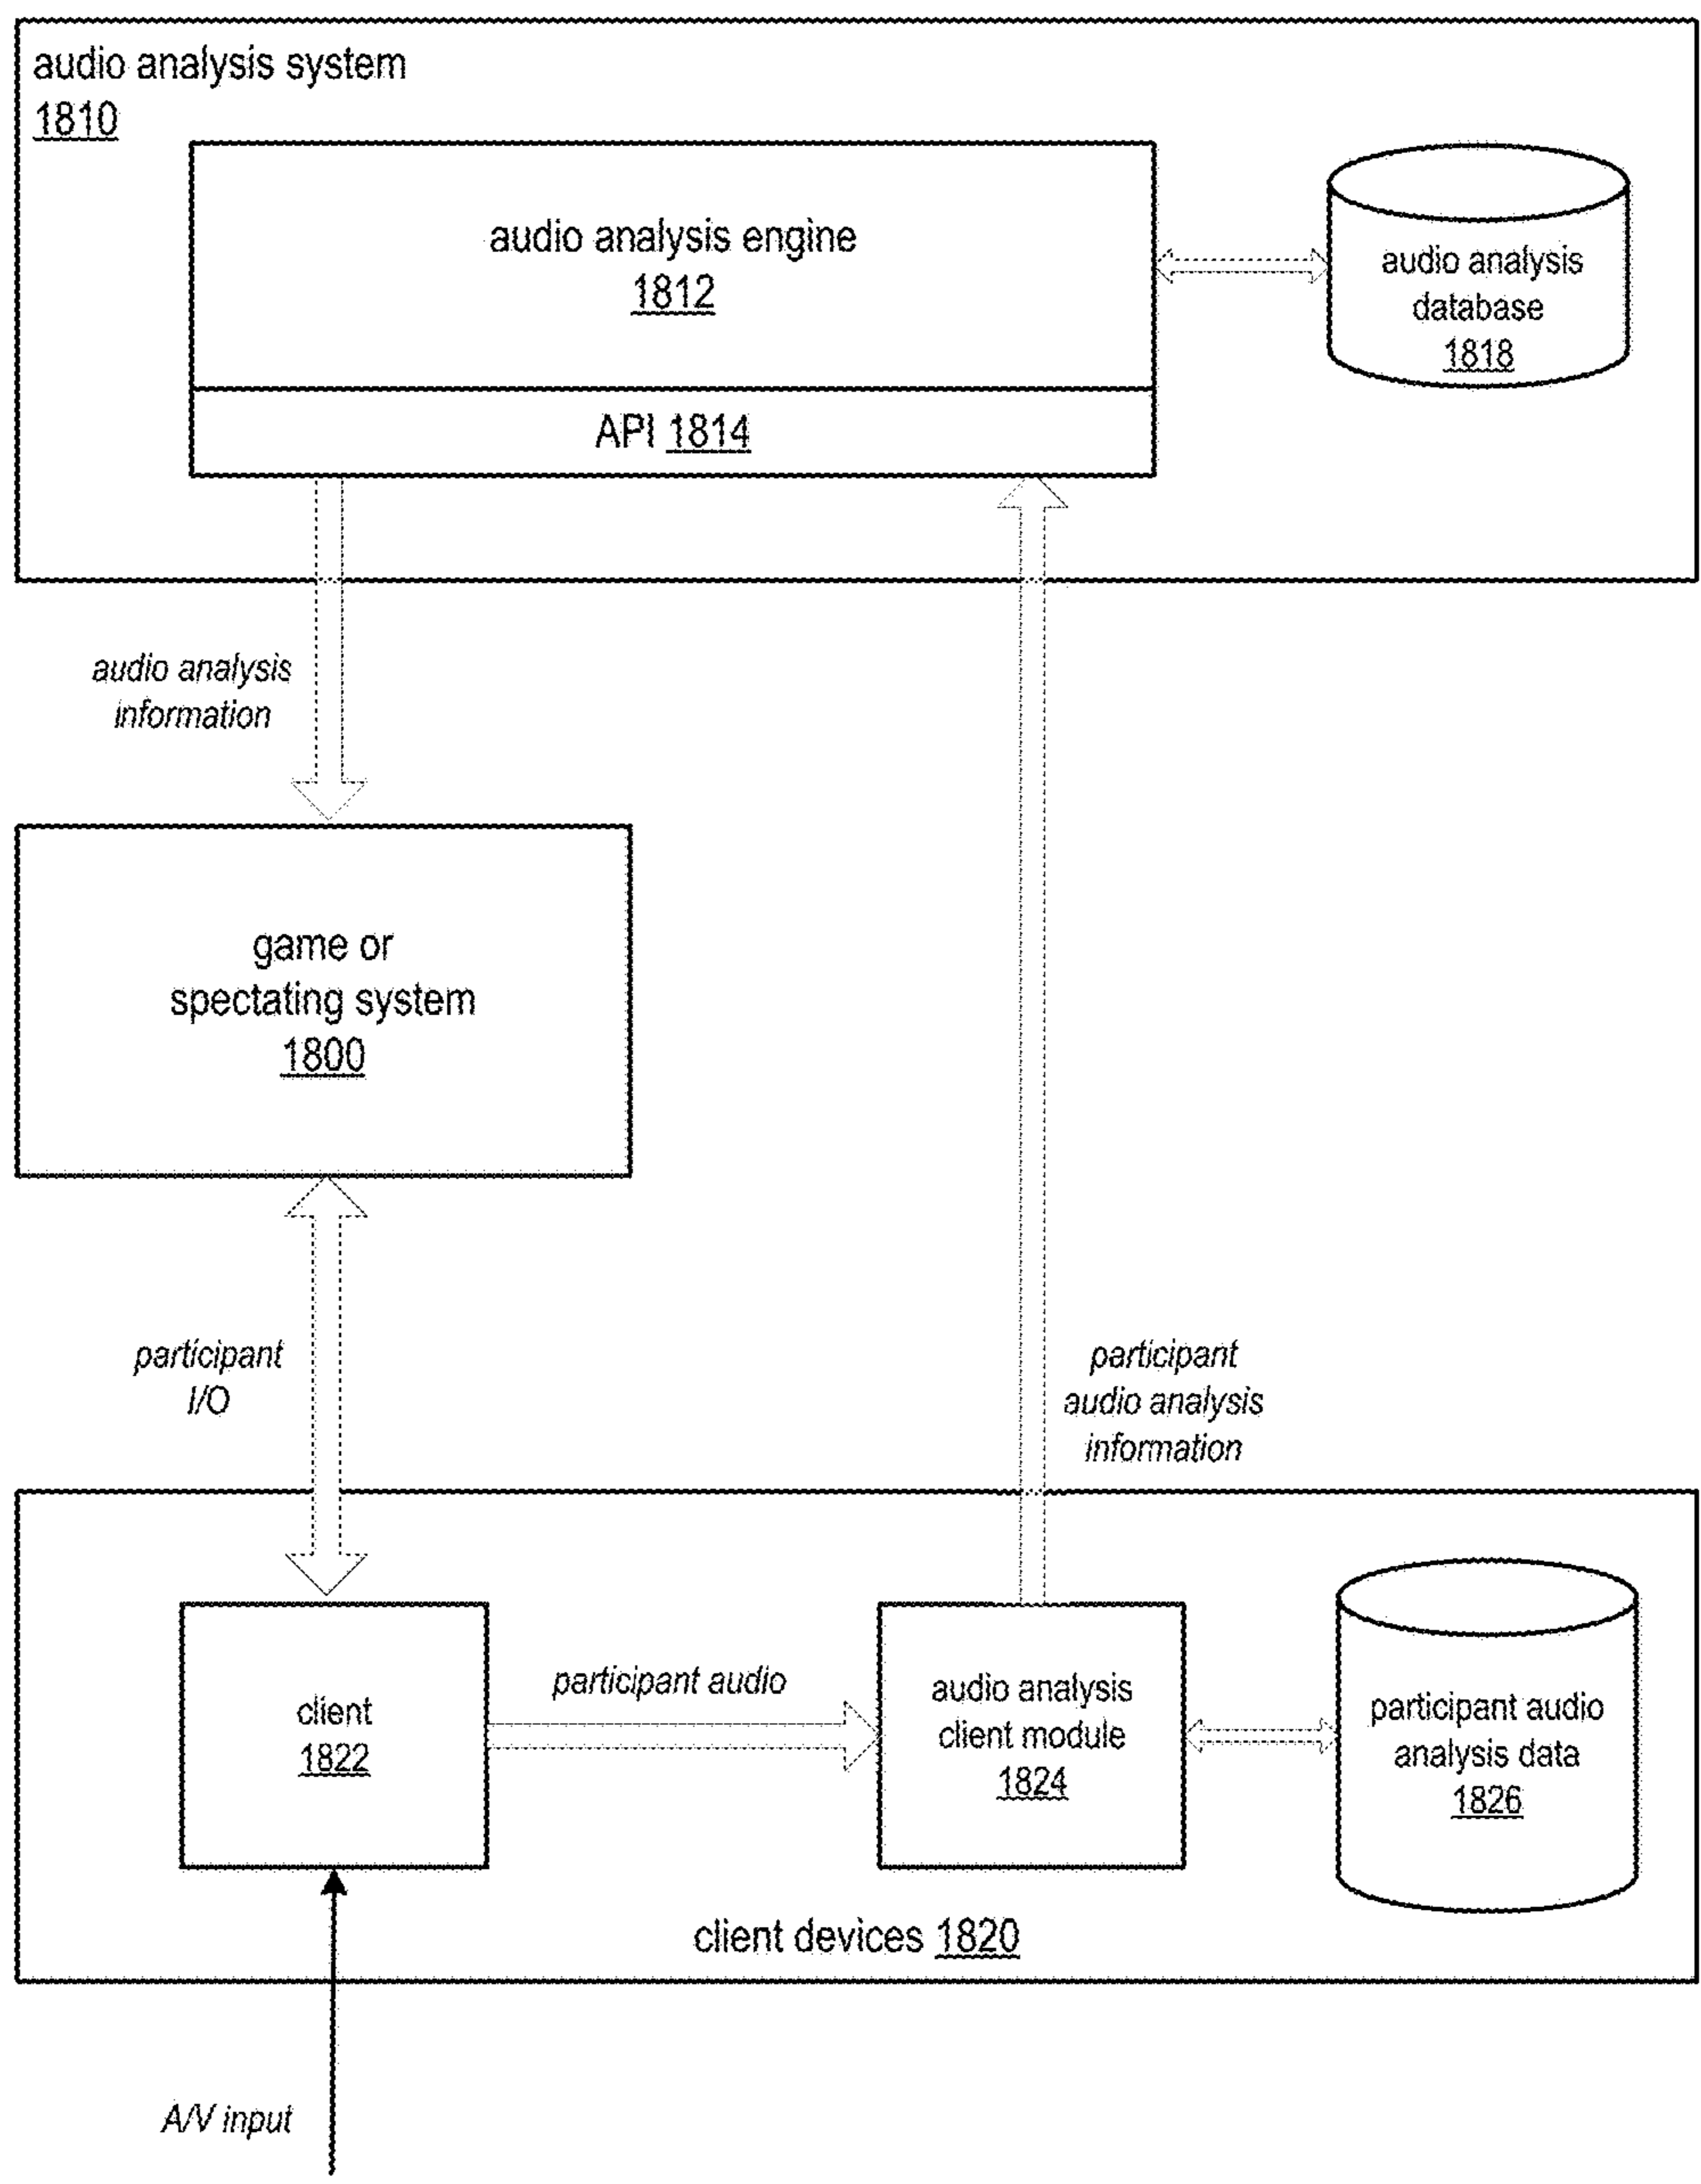 audio analysis system
1810
audio analysis engine
1812
audio analysis
database
1818
API 1814
audio analysis
information
game or
spectating system
1800
participant
I/O
participant
audio analysis
information
client
1822
participant audio
audio analysis
client module
1824
participant audio
analysis data
1826
client devices 1820
A/V input